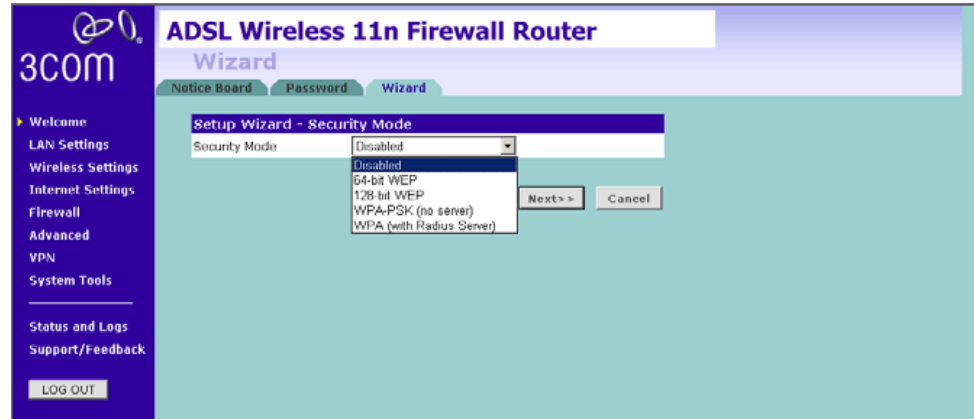 3COM
ADSL Wireless 11n Firewall Router
Wizard
Notice Board Password Wizard
Welcome
LAN Settings
Wireless Settings
Internet Settings
Firewall
Advanced
VPN
System Tools
Status and Logs
Support/Feedback
LOG OUT
Setup Wizard - Security Mode
Security Mode Disabled
Disabled
64-bit WEP
128-bit WEP
WPA-PSK (no server)
WPA (with Radius Server)
Next>> Cancel